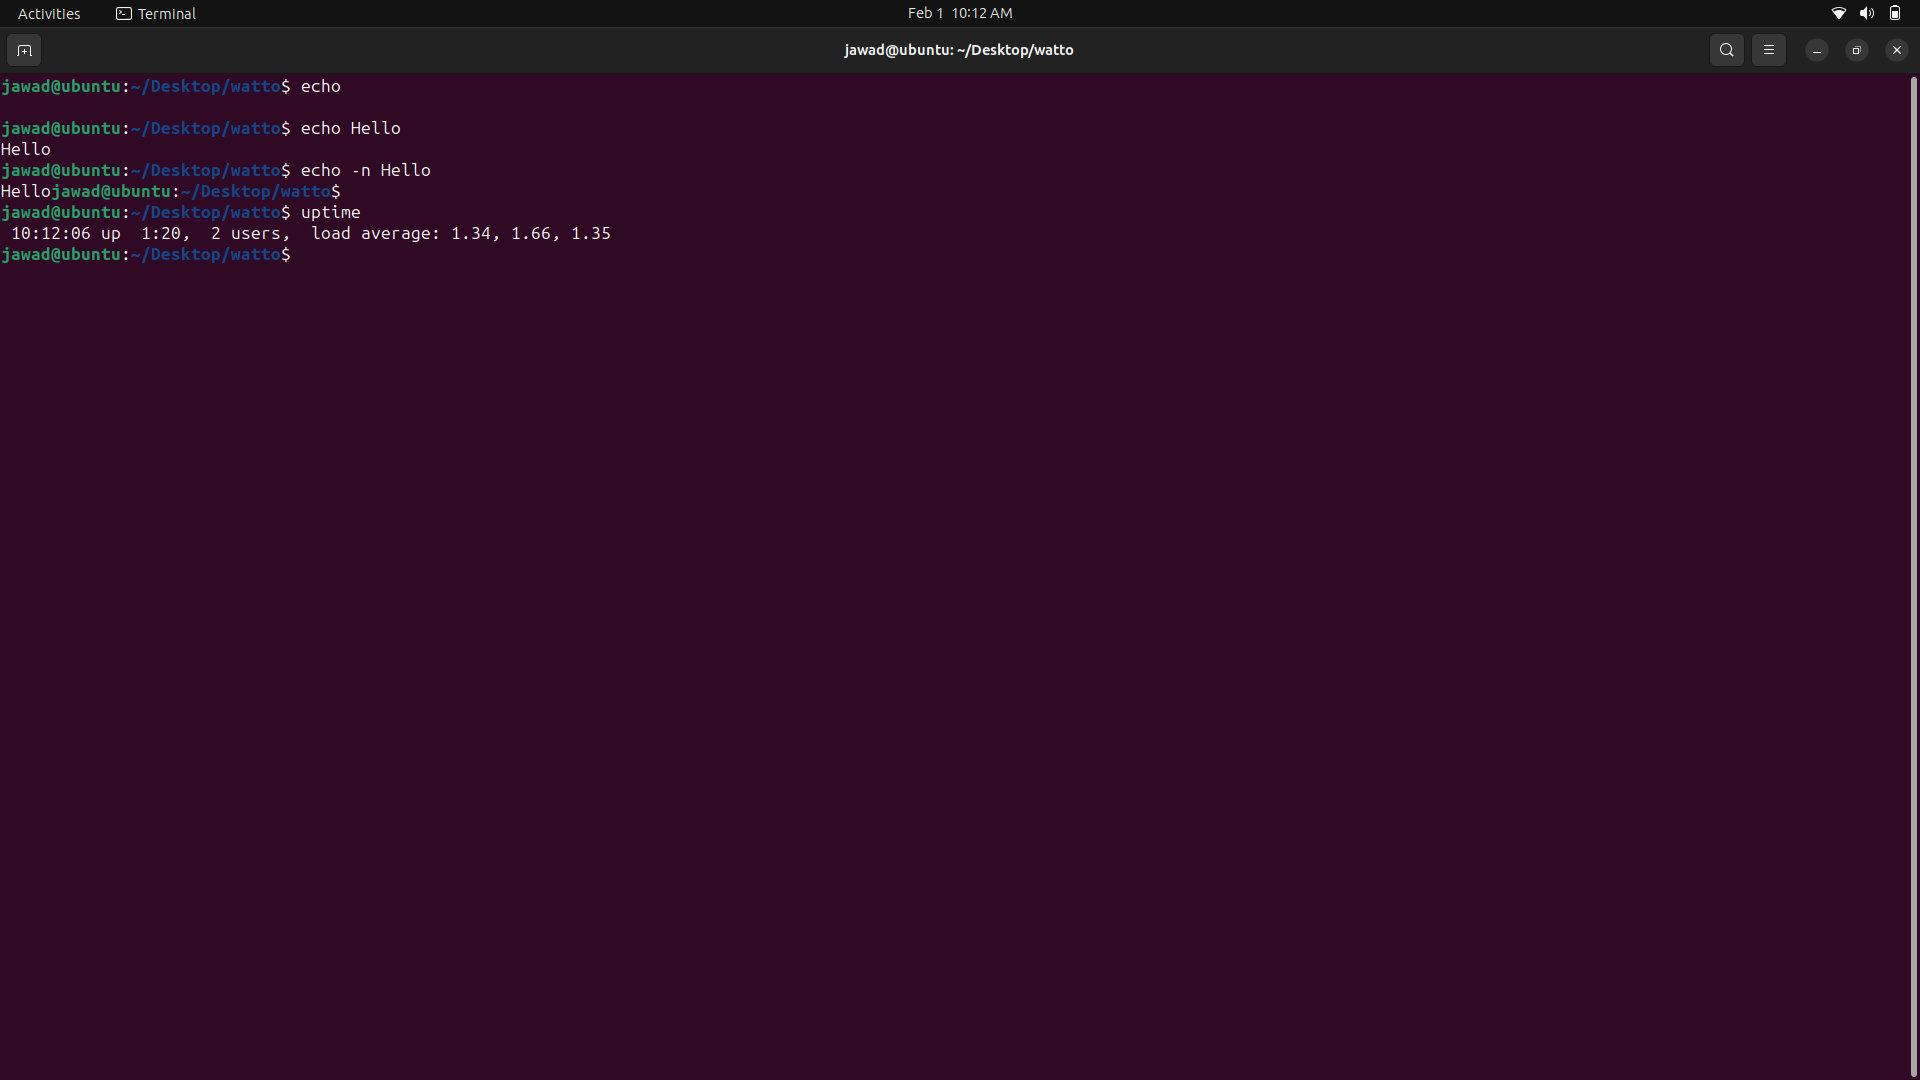 Activities Terminal Feb 1 10:12 AM
jawad@ubuntu: ~/Desktop/watto
jawad@ubuntu:~/Desktop/watto$ echo

jawad@ubuntu:~/Desktop/watto$ echo Hello
Hello
jawad@ubuntu:~/Desktop/watto$ echo -n Hello
Hellojawad@ubuntu:~/Desktop/watto$
jawad@ubuntu:~/Desktop/watto$ uptime
 10:12:06 up  1:20,  2 users,  load average: 1.34, 1.66, 1.35
jawad@ubuntu:~/Desktop/watto$